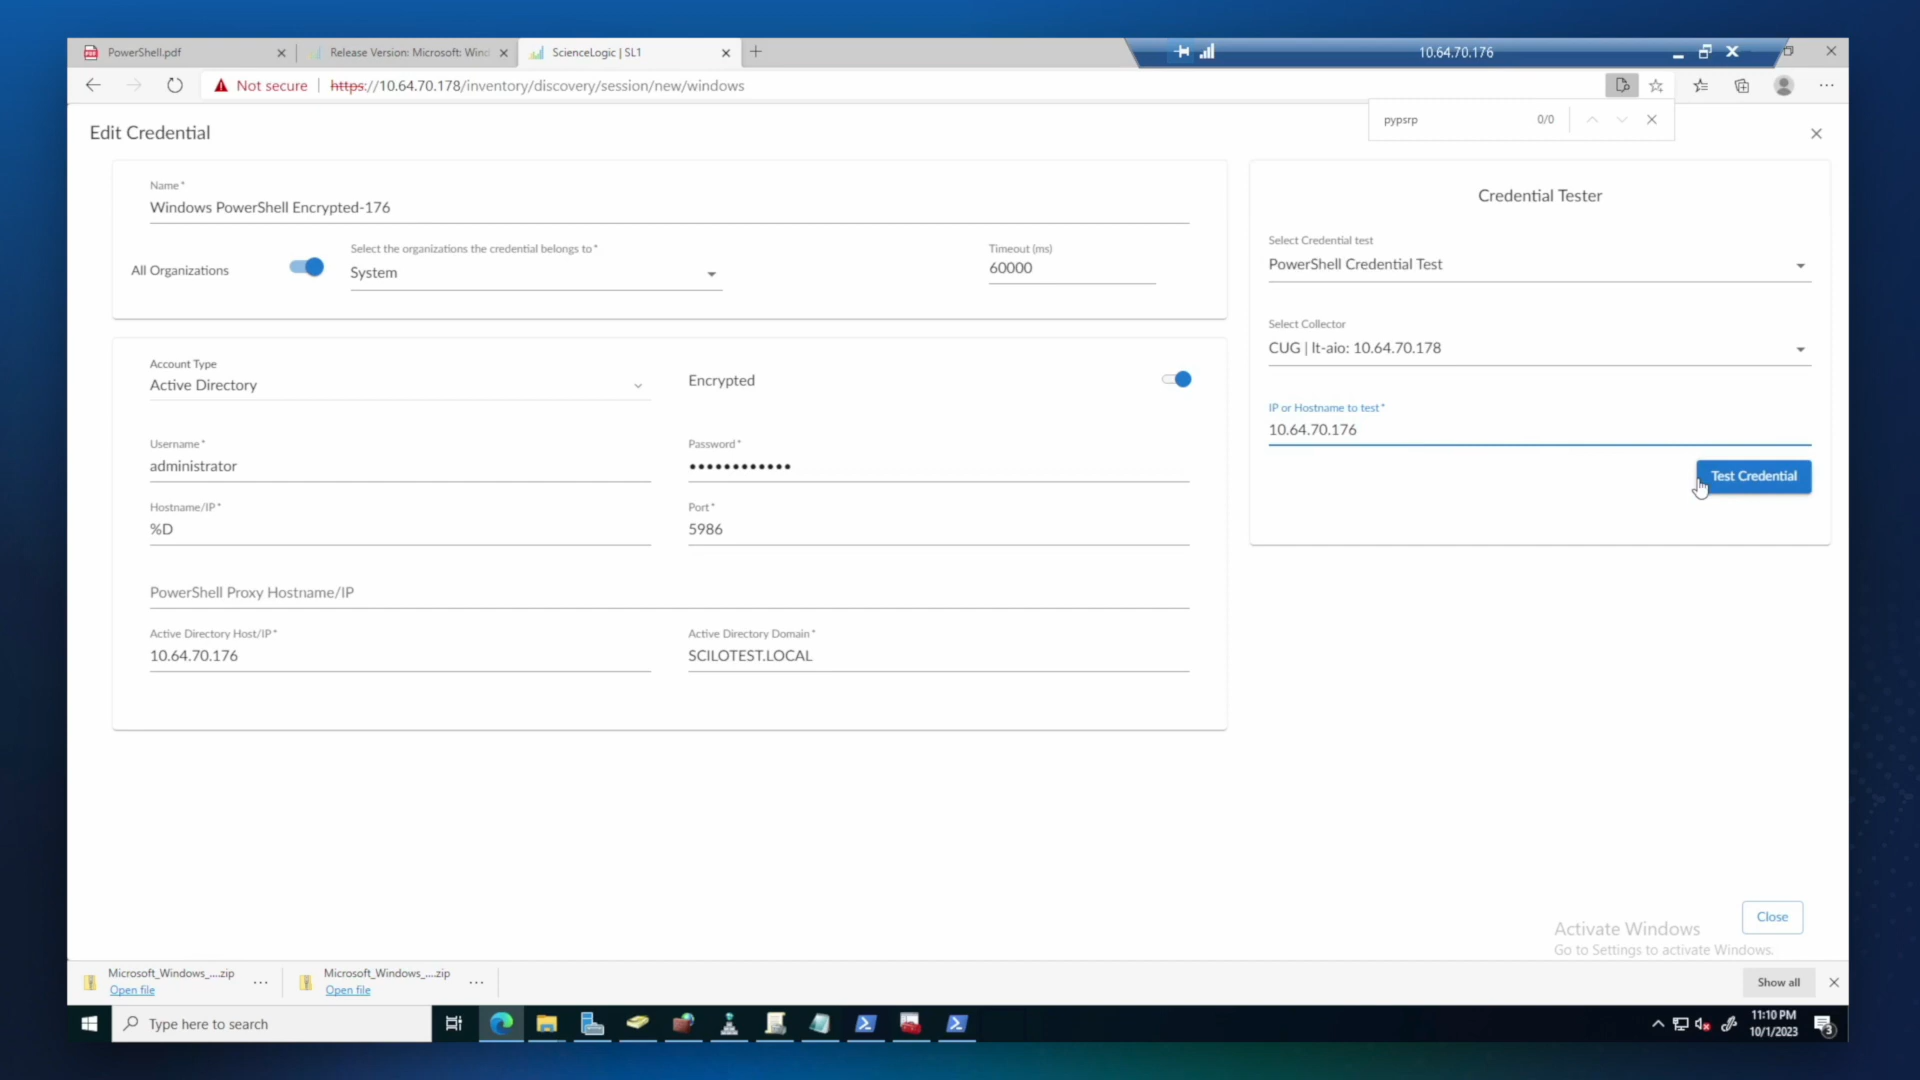 PowerShell.pdf
Release Version: Microsoft: Wind
ScienceLogic | SL1
10.64.70.176
Not secure
https://10.64.70.178/inventory/discovery/session/new/windows
pypsrp
0/0
Edit Credential
Name*
Windows PowerShell Encrypted-176
All Organizations
Select the organizations the credential belongs to*
System
Timeout (ms)
60000
Account Type
Active Directory
Encrypted
Username*
administrator
Password*
••••••••••••
Hostname/IP*
%D
Port*
5986
PowerShell Proxy Hostname/IP
Active Directory Host/IP*
10.64.70.176
Active Directory Domain*
SCILOTEST.LOCAL
Credential Tester
Select Credential test
PowerShell Credential Test
Select Collector
CUG | lt-aio: 10.64.70.178
IP or Hostname to test*
10.64.70.176
Test Credential
Close
Activate Windows
Go to Settings to activate Windows.
Microsoft_Windows_....zip
Open file
Microsoft_Windows_....zip
Open file
Show all
Type here to search
11:10 PM
10/1/2023
3